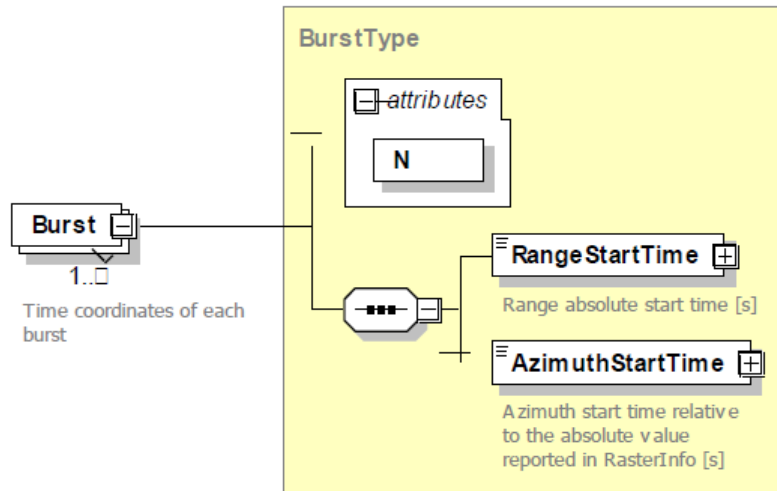 BurstType
attributes
N
Burst
1..□
Time coordinates of each
burst
RangeStartTime
Range absolute start time [s]
AzimuthStartTime
Azimuth start time relative
to the absolute value
reported in RasterInfo [s]